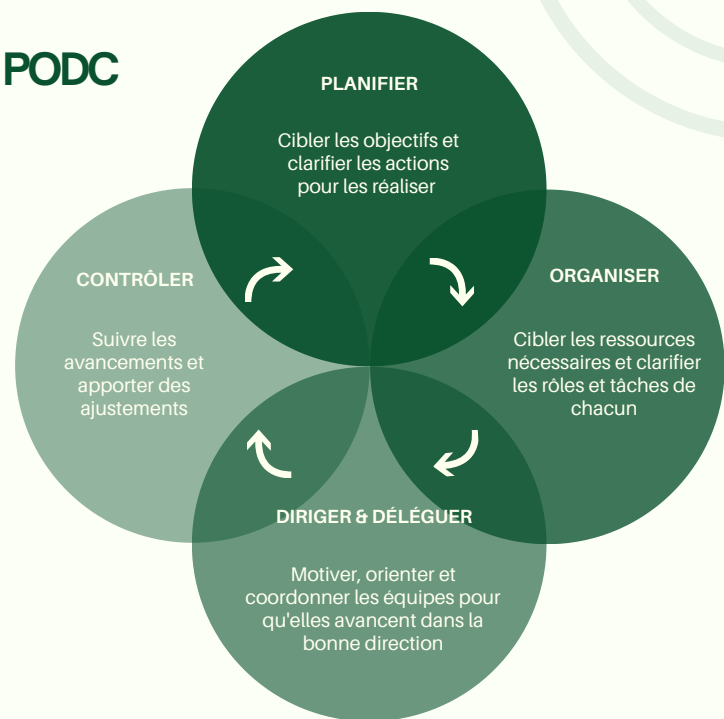 PODC
PLANIFIER
Cibler les objectifs et
clarifier les actions
pour les réaliser
ORGANISER
Cibler les ressources
nécessaires et clarifier
les rôles et tâches de
chacun
DIRIGER & DÉLÉGUER
Motiver, orienter et
coordonner les équipes pour
qu'elles avancent dans la
bonne direction
CONTRÔLER
Suivre les
avancements et
apporter des
ajustements